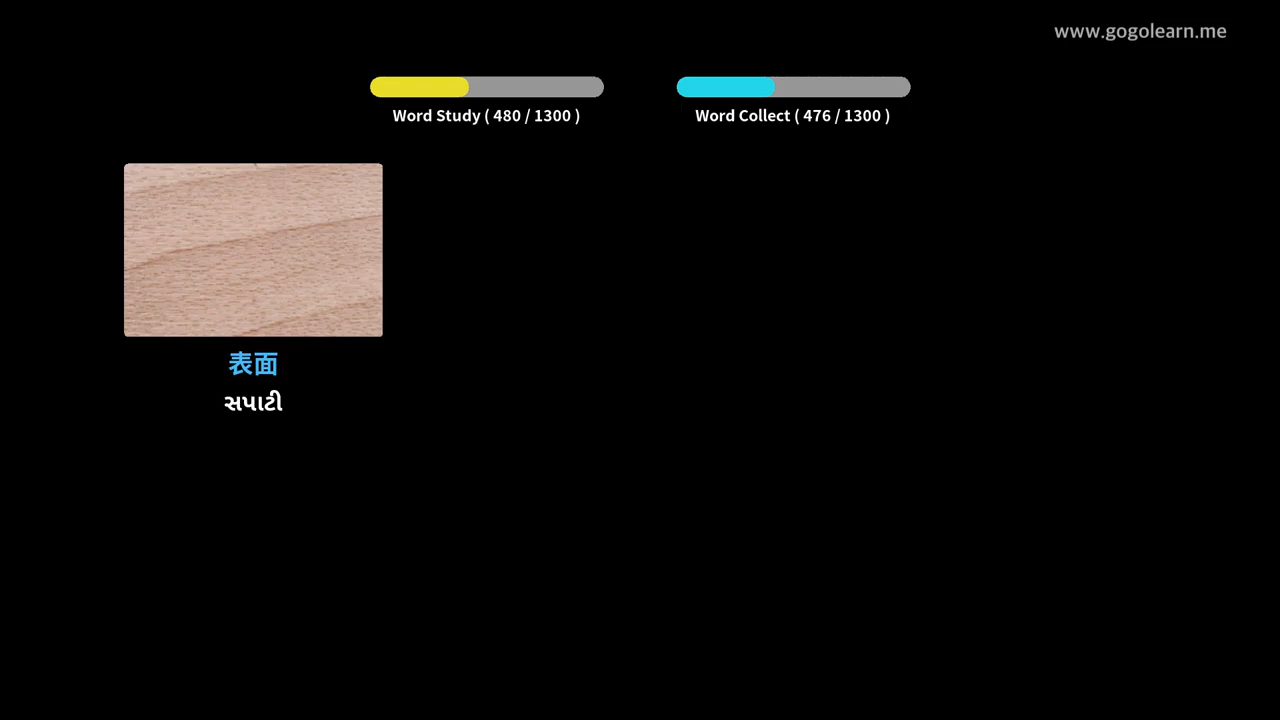 www.gogolearn.me
Word Study ( 480 / 1300 )
Word Collect ( 476 / 1300 )
表面
સપાટી